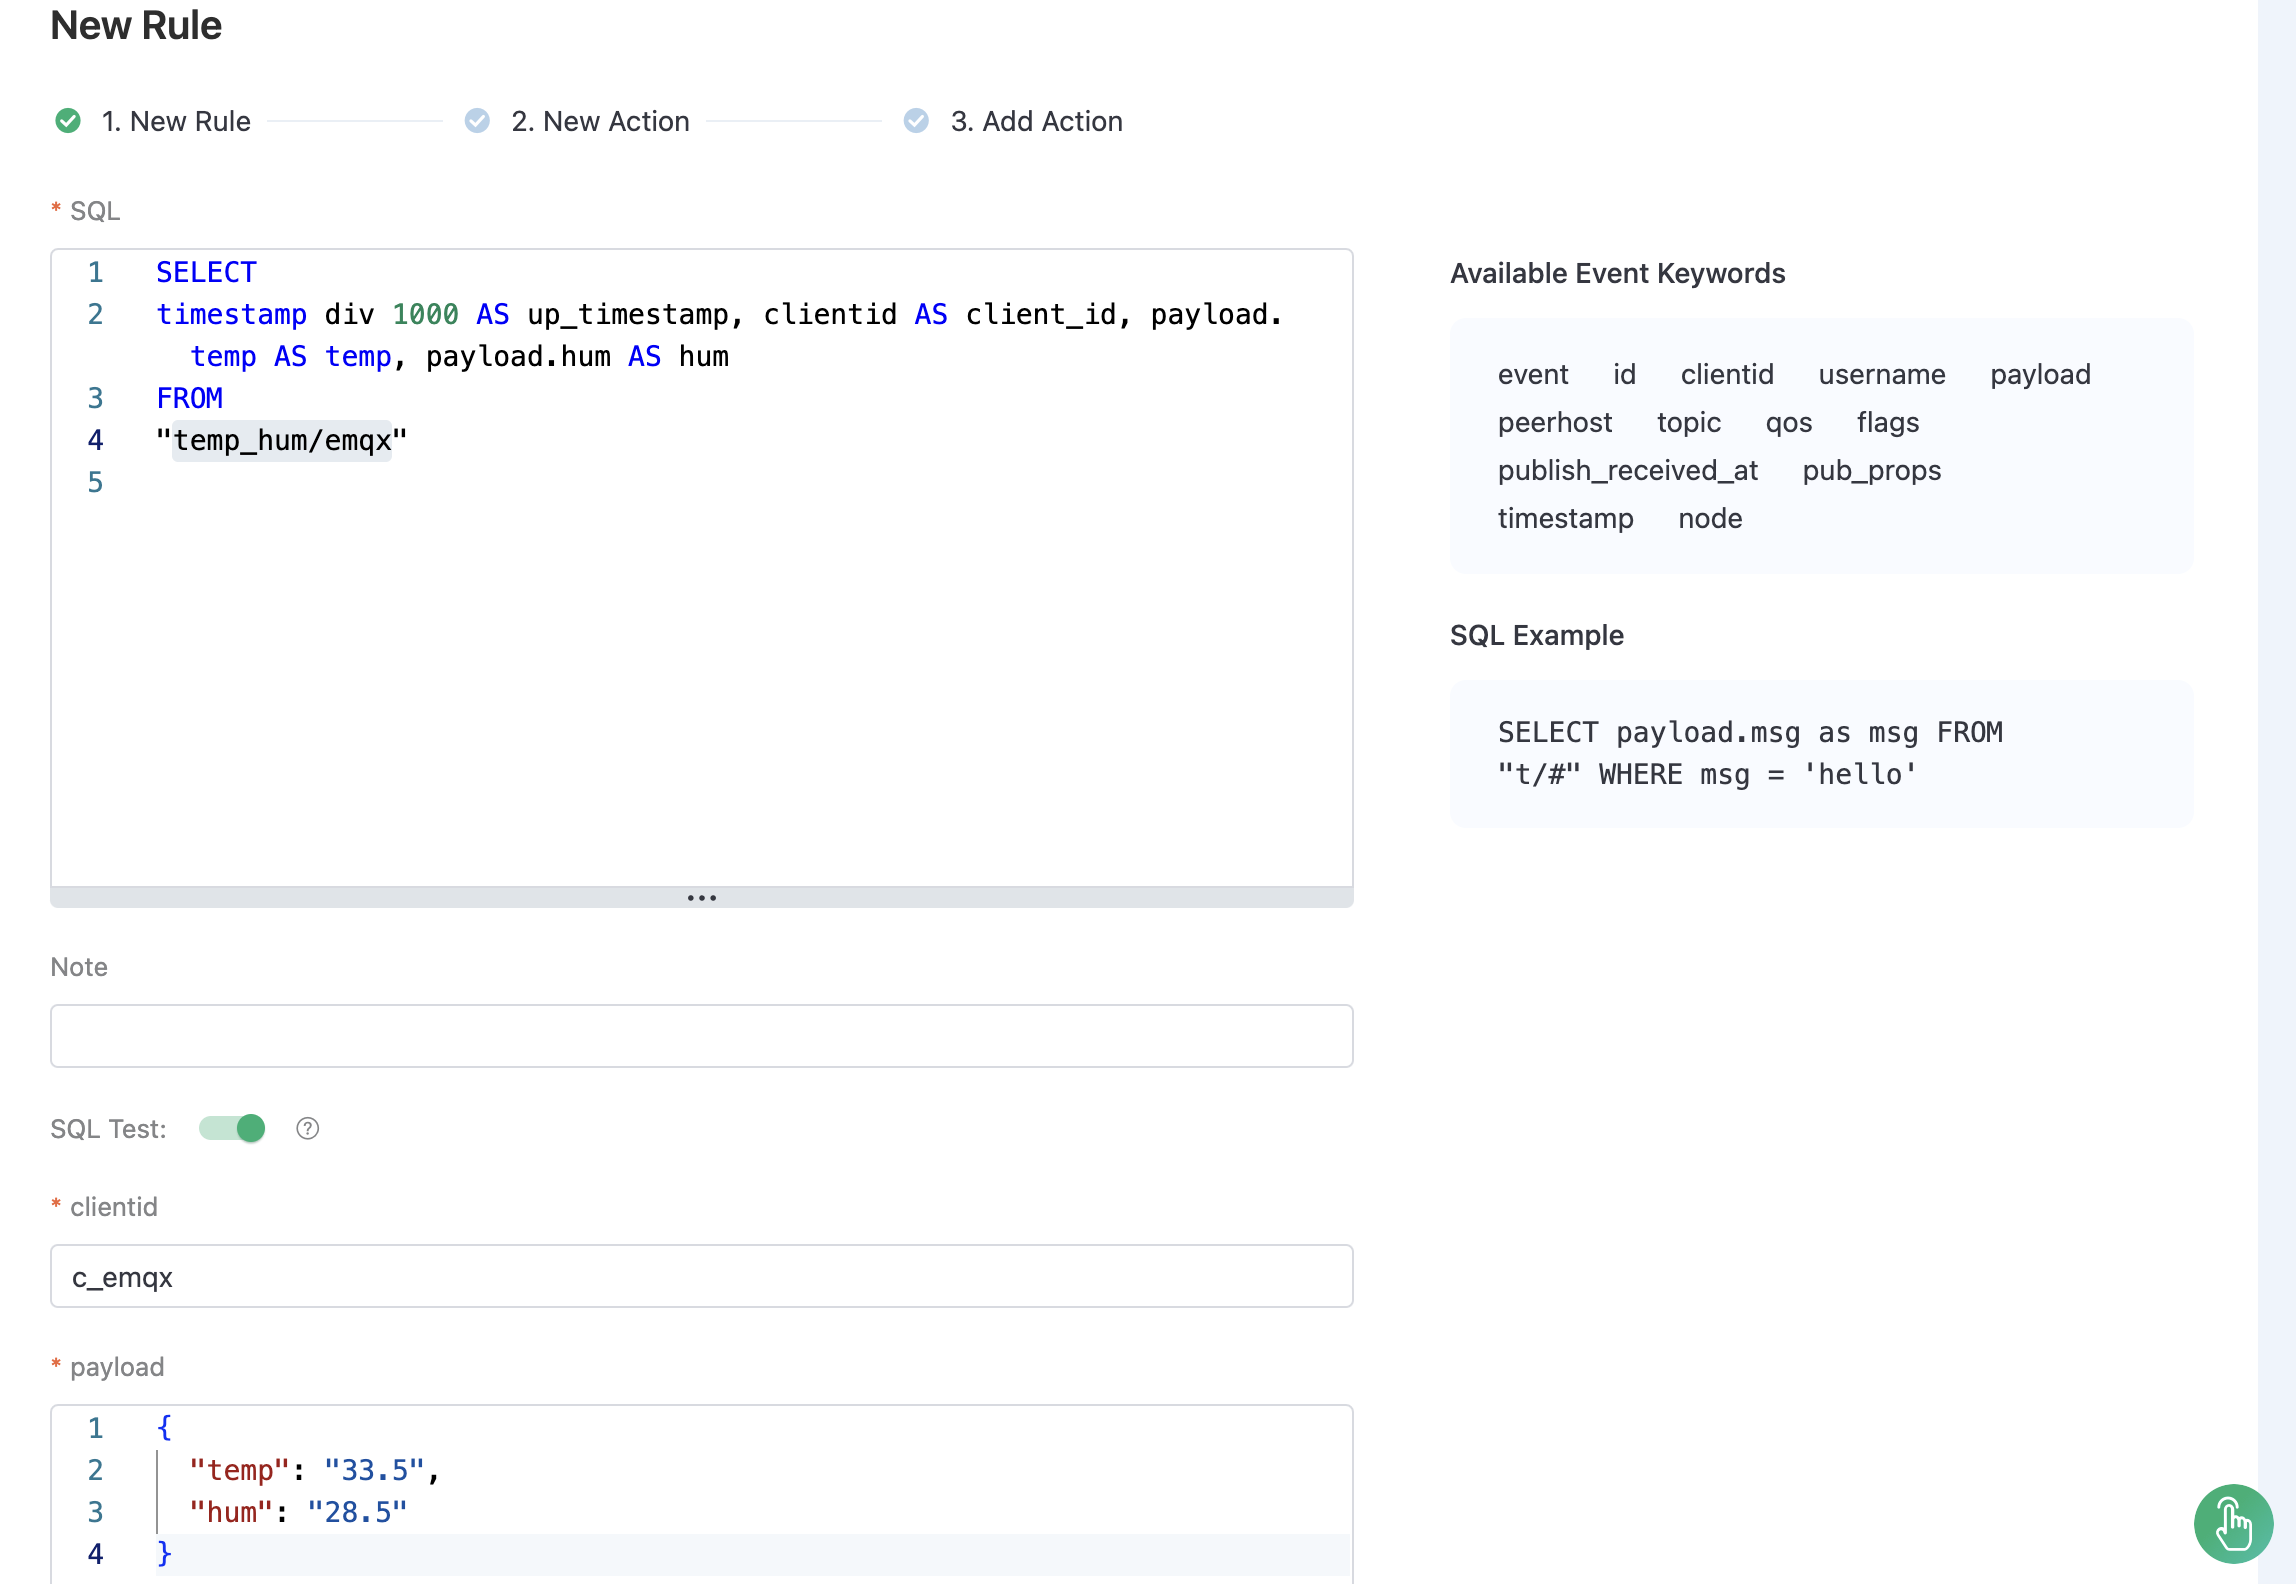 New Rule
1. New Rule 2. New Action 3. Add Action
* SQL
1 SELECT
2 timestamp div 1000 AS up_timestamp, clientid AS client_id, payload.
temp AS temp, payload.hum AS hum
3 FROM
4 "temp_hum/emqx"
5
Available Event Keywords
event id clientid username payload
peerhost topic qos flags
publish_received_at pub_props
timestamp node
SQL Example
SELECT payload.msg as msg FROM
"t/#" WHERE msg = 'hello'
Note
SQL Test: ?
* clientid
c_emqx
* payload
1 {
2 "temp": "33.5",
3 "hum": "28.5"
4 }